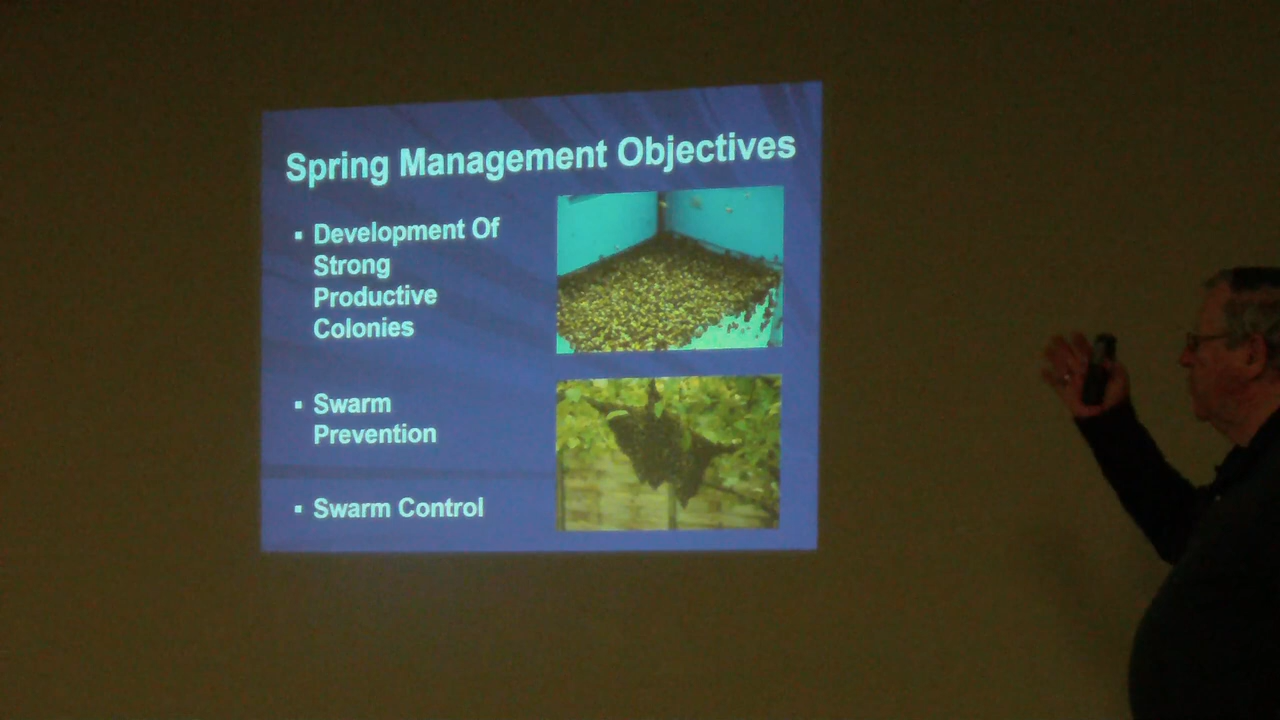 Spring Management Objectives
▪ Development Of
Strong
Productive
Colonies
▪ Swarm
Prevention
▪ Swarm Control